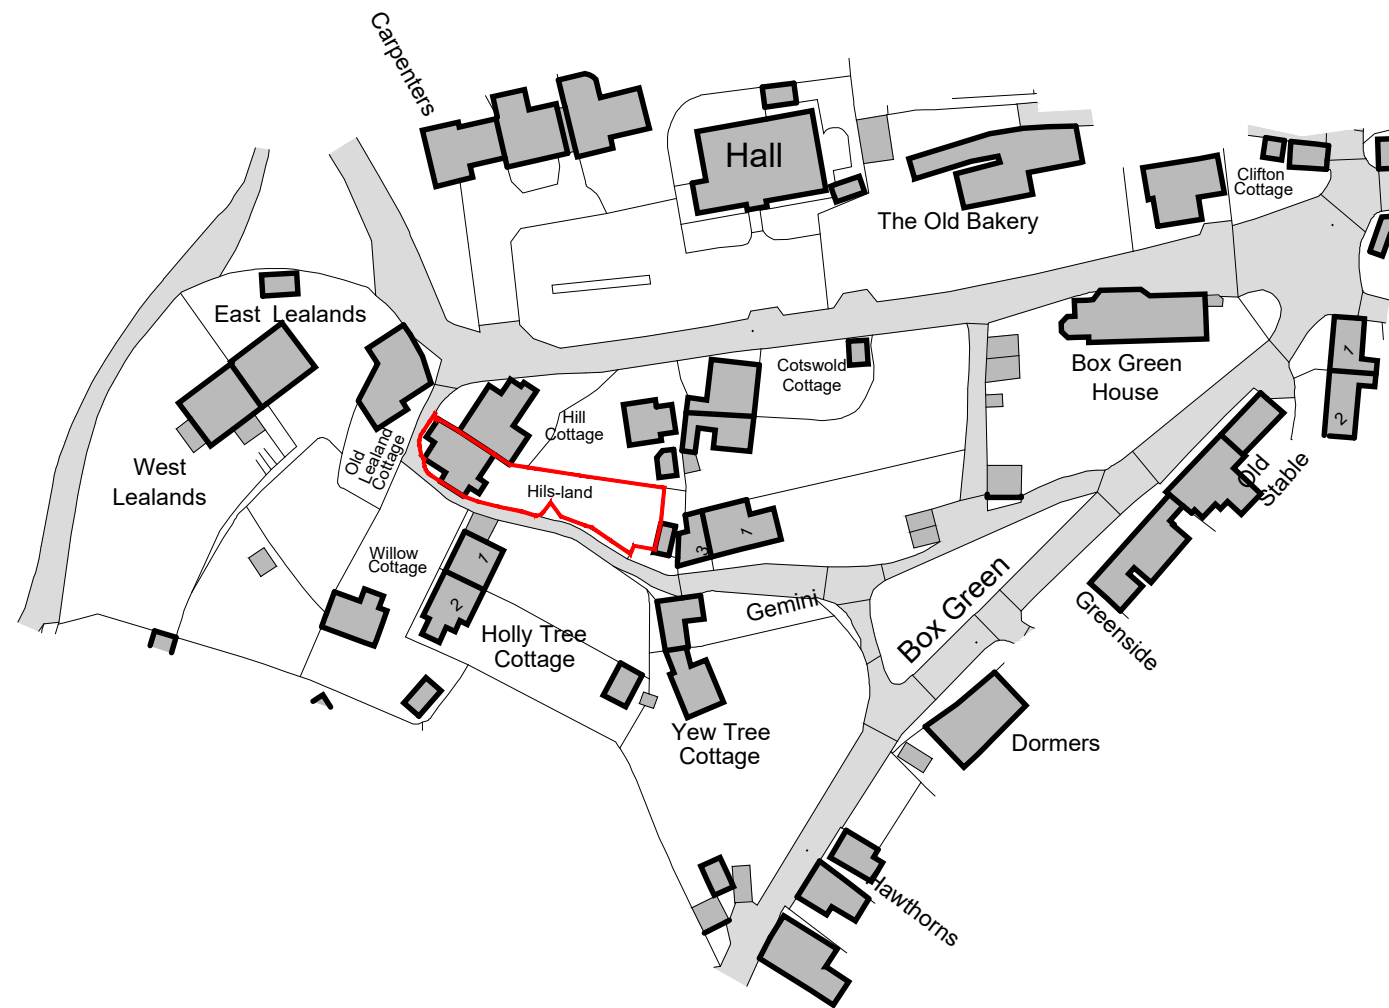 Carpenters
Hall
The Old Bakery
Clifton
Cottage
East Lealands
Cotswold
Cottage
Box Green
House
1
2
Hill
Cottage
Old
Lealand
Cottage
West
Lealands
Hils-land
Old
Stable
3
1
Willow
Cottage
1
2
Holly Tree
Cottage
Gemini
Box Green
Greenside
Yew Tree
Cottage
Dormers
Hawthorns